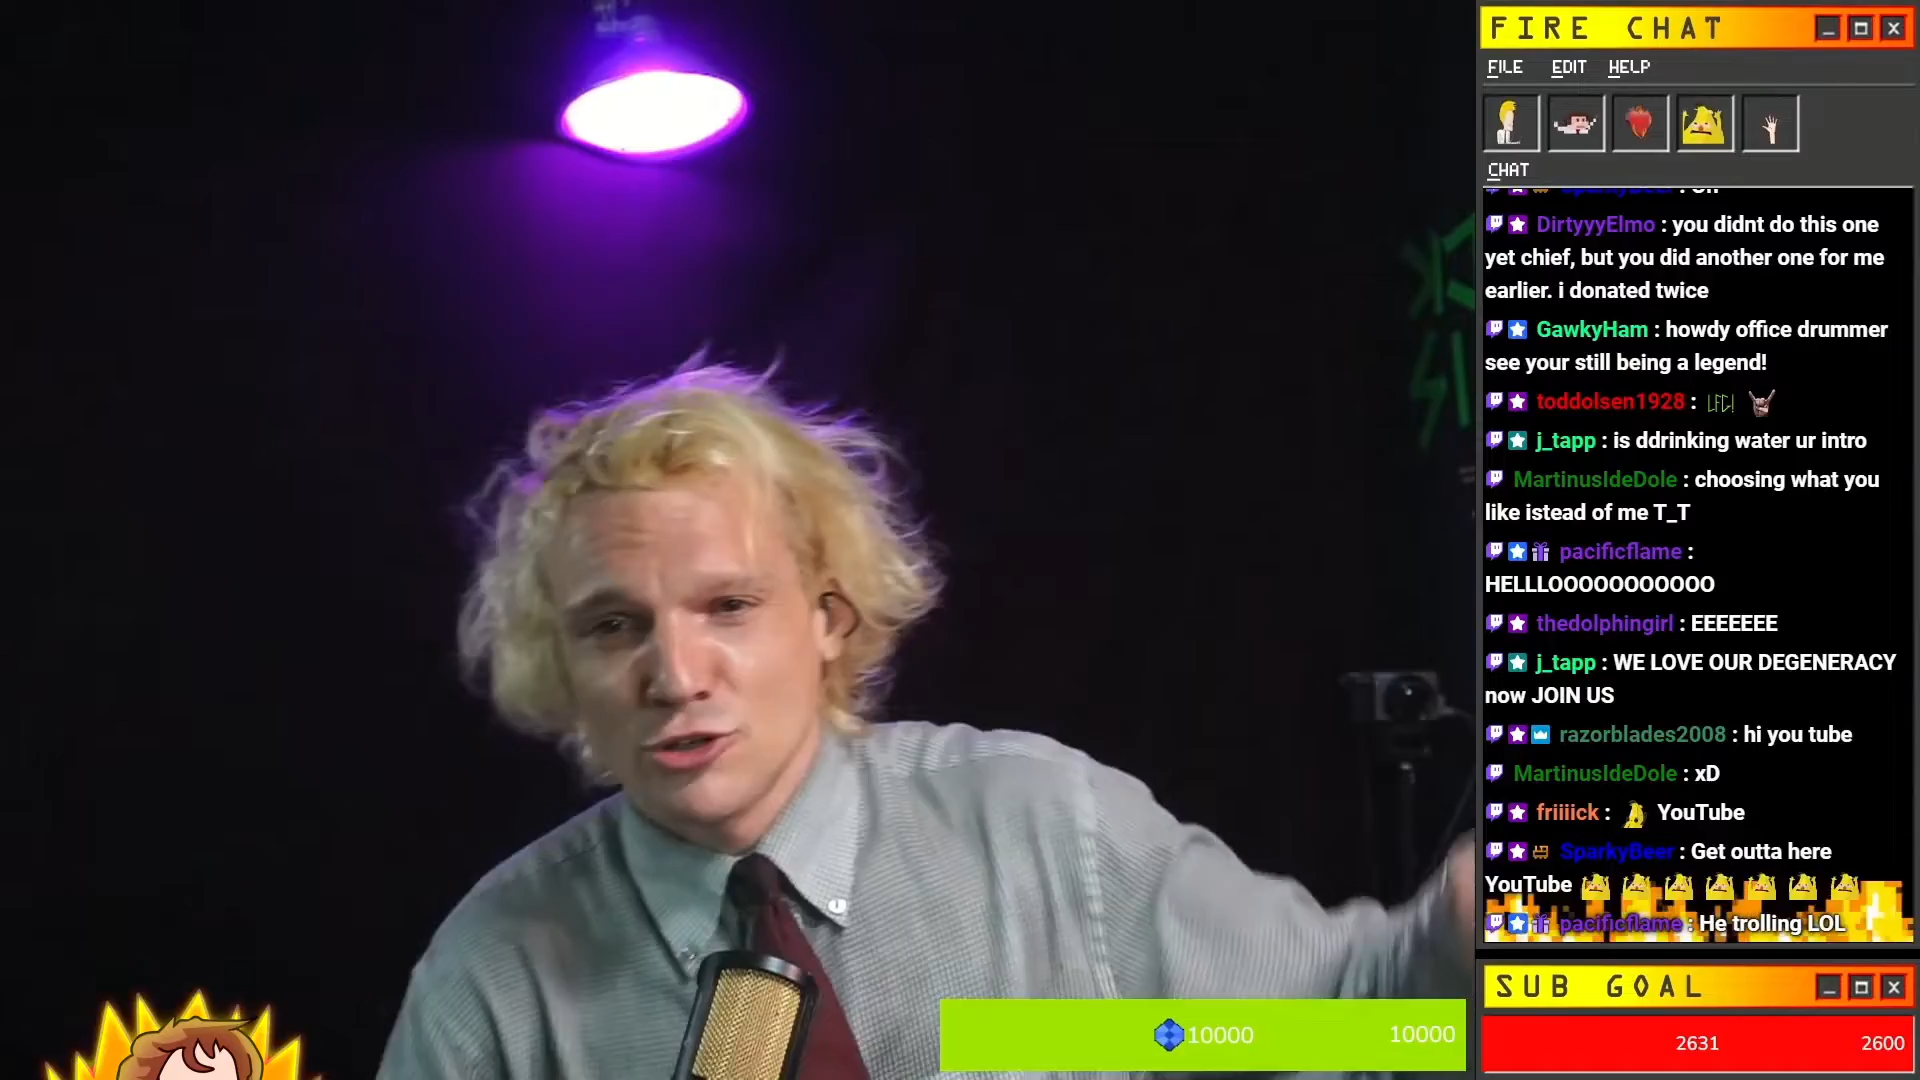 FIRE CHAT
FILE EDIT HELP
CHAT
DirtyyyElmo : you didnt do this one
yet chief, but you did another one for me
earlier. i donated twice
GawkyHam : howdy office drummer
see your still being a legend!
toddolsen1928 :
j_tapp : is ddrinking water ur intro
MartinusIdeDole : choosing what you
like istead of me T_T
pacificflame :
HELLLOOOOOOOOOOO
thedolphingirl : EEEEEEE
j_tapp : WE LOVE OUR DEGENERACY
now JOIN US
razorblades2008 : hi you tube
MartinusIdeDole : xD
friiiick : YouTube
SparkyBeer : Get outta here
YouTube
pacificflame : He trolling LOL
10000 10000
SUB GOAL
2631 2600